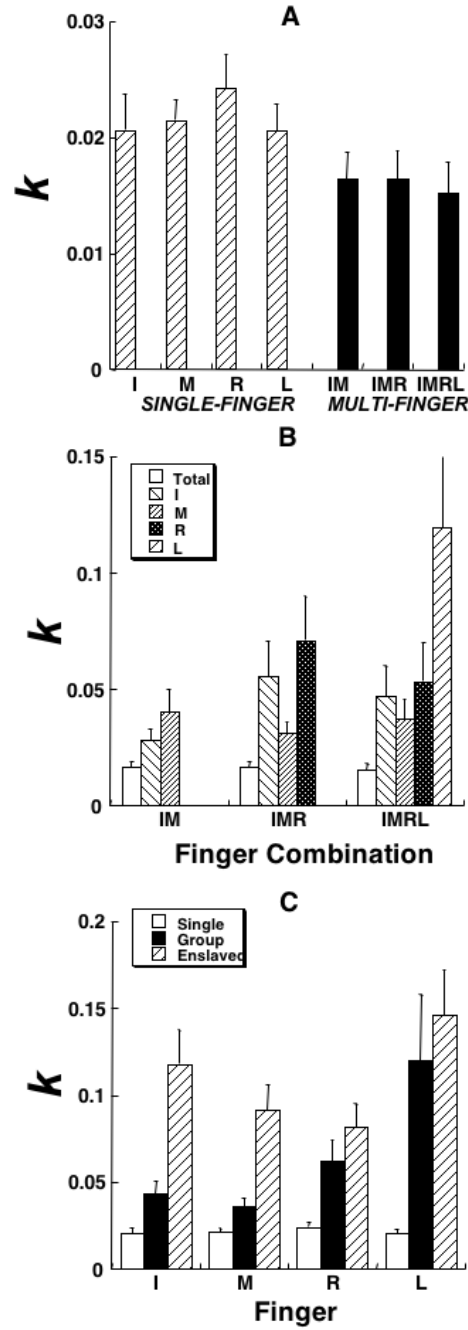 A
0.03
0.02
k
0.01
0
I M R L IM IMR IMRL
SINGLE-FINGER MULTI-FINGER
B
0.15
Total
I
M
R
L
0.1
k
0.05
0
IM IMR IMRL
Finger Combination
C
0.2
Single
Group
Enslaved
0.15
k
0.1
0.05
0
I M R L
Finger